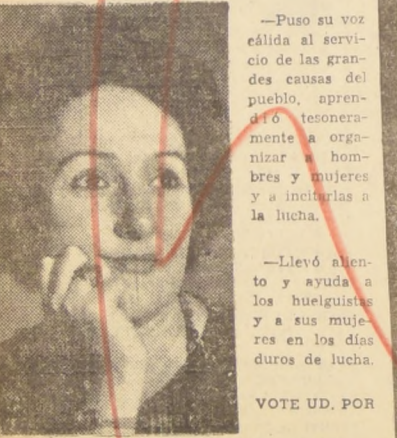 —Puso su voz
cálida al servi-
cio de las gran-
des causas del
pueblo, apren-
dió tesonera-
mente a orga-
nizar a hom-
bres y mujeres
y a incitarlas a
la lucha.
—Llevó alien-
to y ayuda a
los huelguistas
y a sus muje-
res en los días
duros de lucha.
VOTE UD. POR